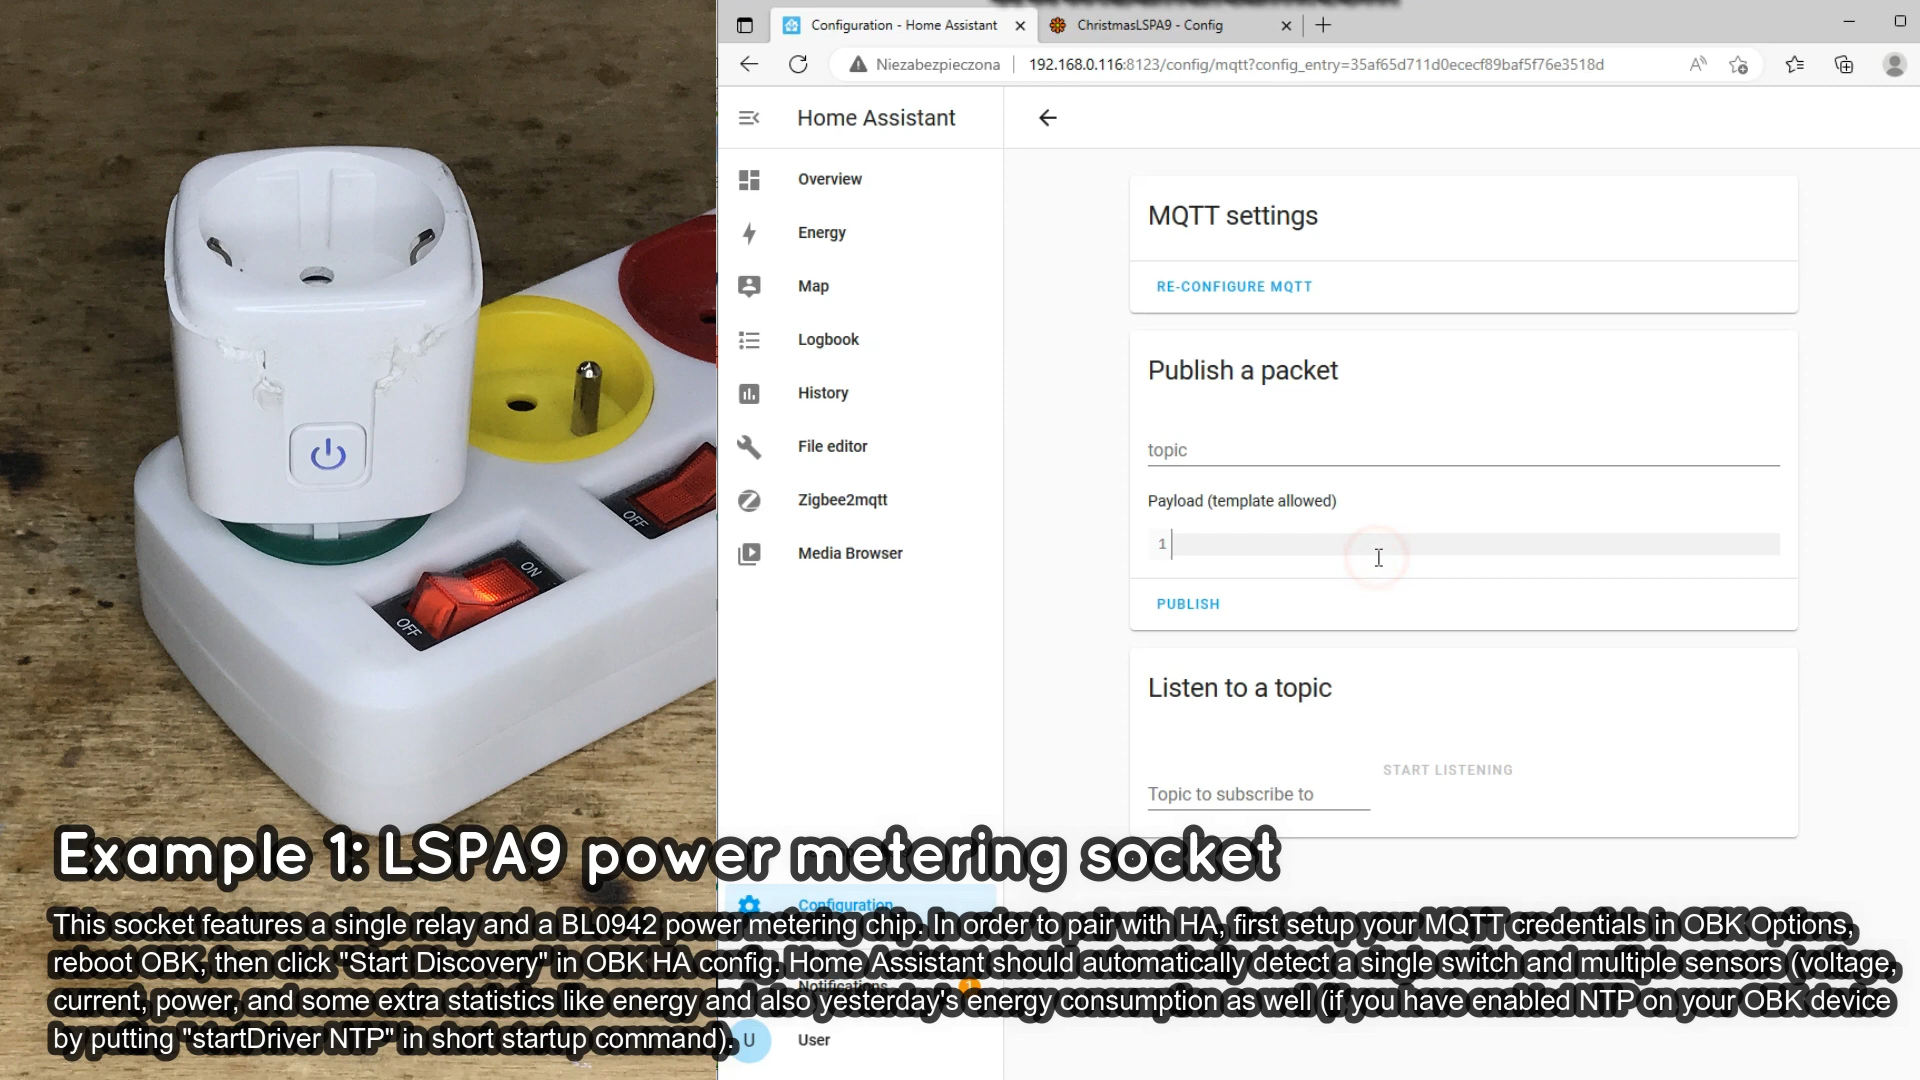 Configuration - Home Assistant
ChristmasLSPA9 - Config
Niezabezpieczona
192.168.0.116:8123/config/mqtt?config_entry=35af65d711d0ececf89baf5f76e3518d
Home Assistant
Overview
Energy
Map
Logbook
History
File editor
Zigbee2mqtt
Media Browser
MQTT settings
RE-CONFIGURE MQTT
Publish a packet
topic
Payload (template allowed)
1
PUBLISH
Listen to a topic
START LISTENING
Topic to subscribe to
OFF
ON
OFF
Example 1: LSPA9 power metering socket
Configuration
This socket features a single relay and a BL0942 power metering chip. In order to pair with HA, first setup your MQTT credentials in OBK Options,
reboot OBK, then click "Start Discovery" in OBK HA config. Home Assistant should automatically detect a single switch and multiple sensors (voltage,
Notifications
1
current, power, and some extra statistics like energy and also yesterday's energy consumption as well (if you have enabled NTP on your OBK device
by putting "startDriver NTP" in short startup command).
U
User